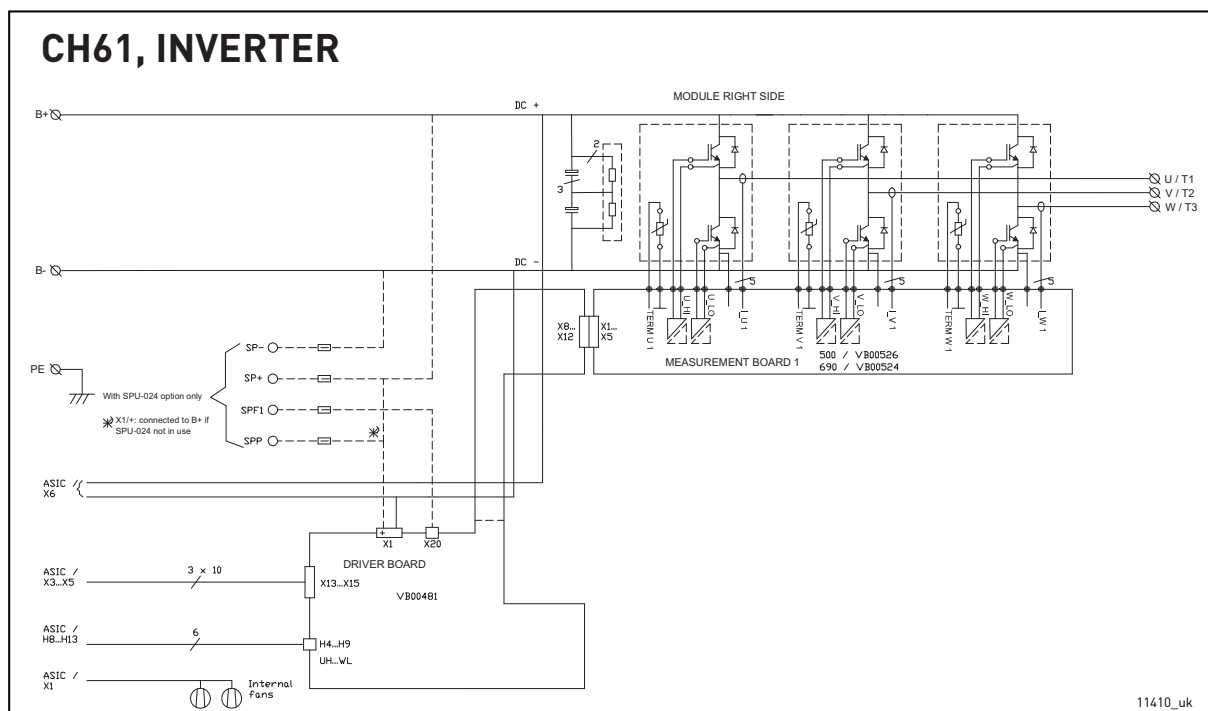 CH61, INVERTER
MODULE RIGHT SIDE
B+
DC +
2
3
U / T1
V / T2
W / T3
B-
DC -
5
5
5
TERM U 1
U_HI
U_LO
I_U 1
TERM V 1
V_HI
V_LO
I_V 1
TERM W 1
W_HI
W_LO
I_W 1
X8...
X12
X1...
X5
MEASUREMENT BOARD 1
500 / VB00526
690 / VB00524
PE
SP-
SP+
SPF1
SPP
With SPU-024 option only
X1/+: connected to B+ if
SPU-024 not in use
ASIC /
X6
+
X1
X20
DRIVER BOARD
VB00481
ASIC /
X3...X5
3 x 10
X13...X15
ASIC /
H8...H13
6
H4...H9
UH...WL
ASIC /
X1
Internal
fans
11410_uk